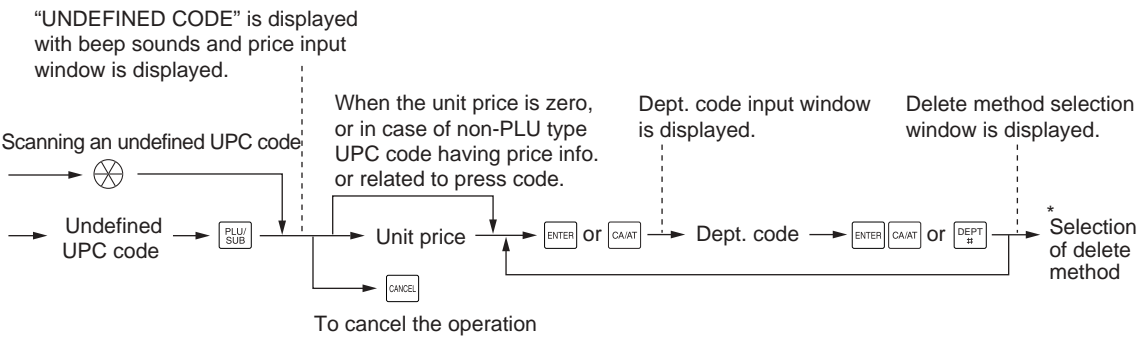 “UNDEFINED CODE” is displayed
with beep sounds and price input
window is displayed.
When the unit price is zero,
or in case of non-PLU type
UPC code having price info.
or related to press code.
Dept. code input window
is displayed.
Delete method selection
window is displayed.
Scanning an undefined UPC code
Undefined
UPC code
PLU/
SUB
Unit price
ENTER or CA/AT
Dept. code
ENTER CA/AT or DEPT
#
*
Selection
of delete
method
CANCEL
To cancel the operation